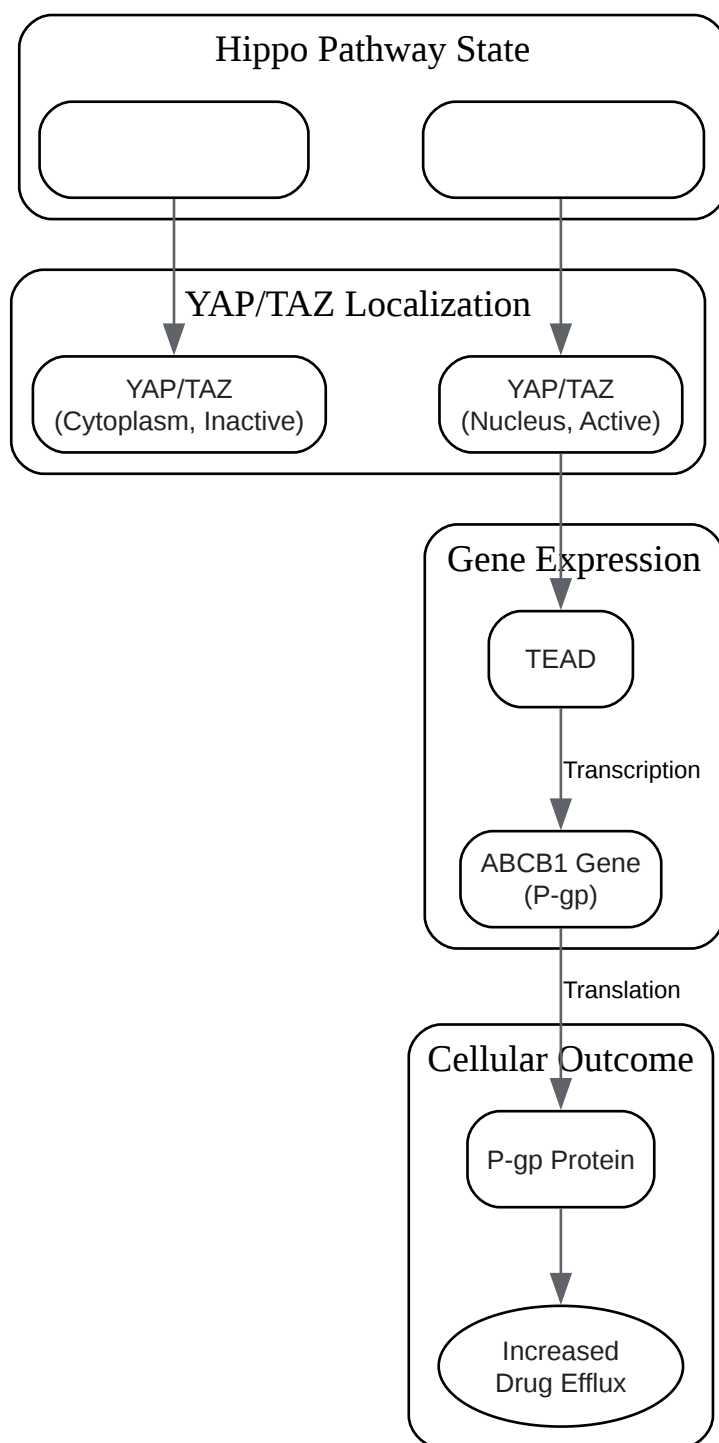 Hippo Pathway State
YAP/TAZ Localization
YAP/TAZ
(Cytoplasm, Inactive)
YAP/TAZ
(Nucleus, Active)
Gene Expression
TEAD
Transcription
ABCB1 Gene
(P-gp)
Translation
Cellular Outcome
P-gp Protein
Increased
Drug Efflux